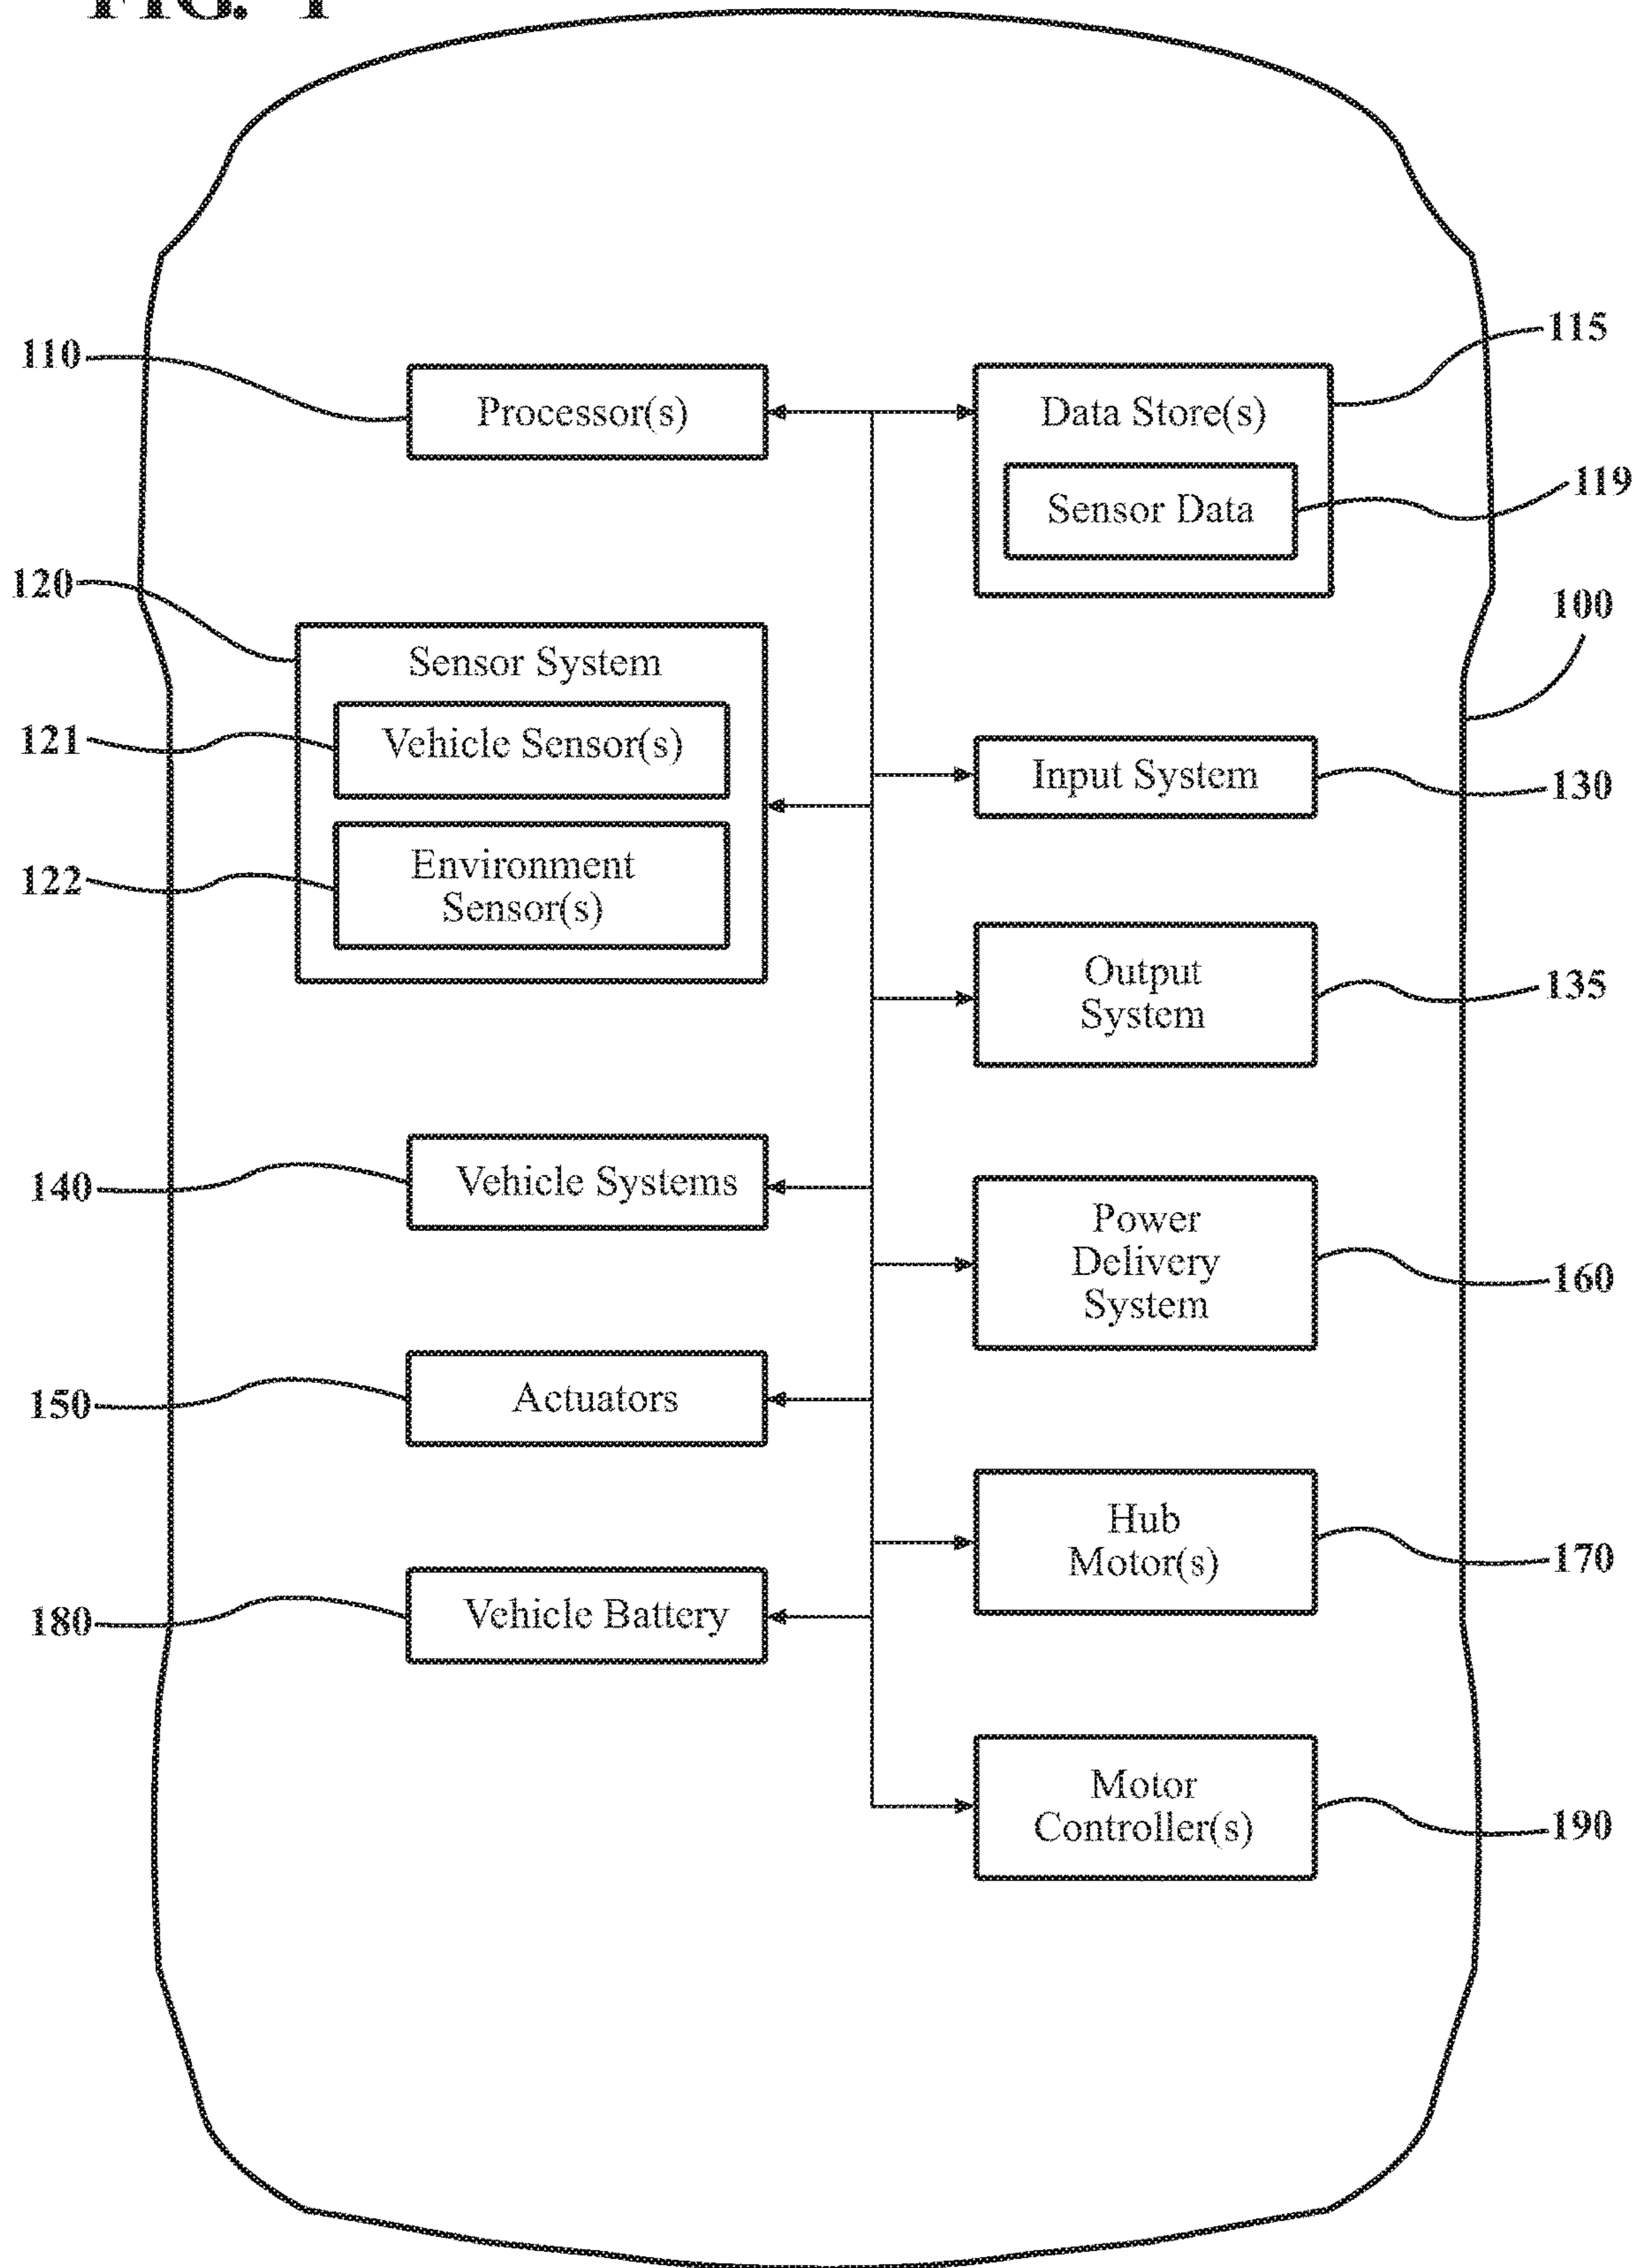 FIG. 1
110
Processor(s)
Data Store(s)
115
Sensor Data
119
120
Sensor System
100
121
Vehicle Sensor(s)
Input System
130
122
Environment
Sensor(s)
Output
System
135
140
Vehicle Systems
Power
Delivery
System
160
150
Actuators
Hub
Motor(s)
170
180
Vehicle Battery
Motor
Controller(s)
190